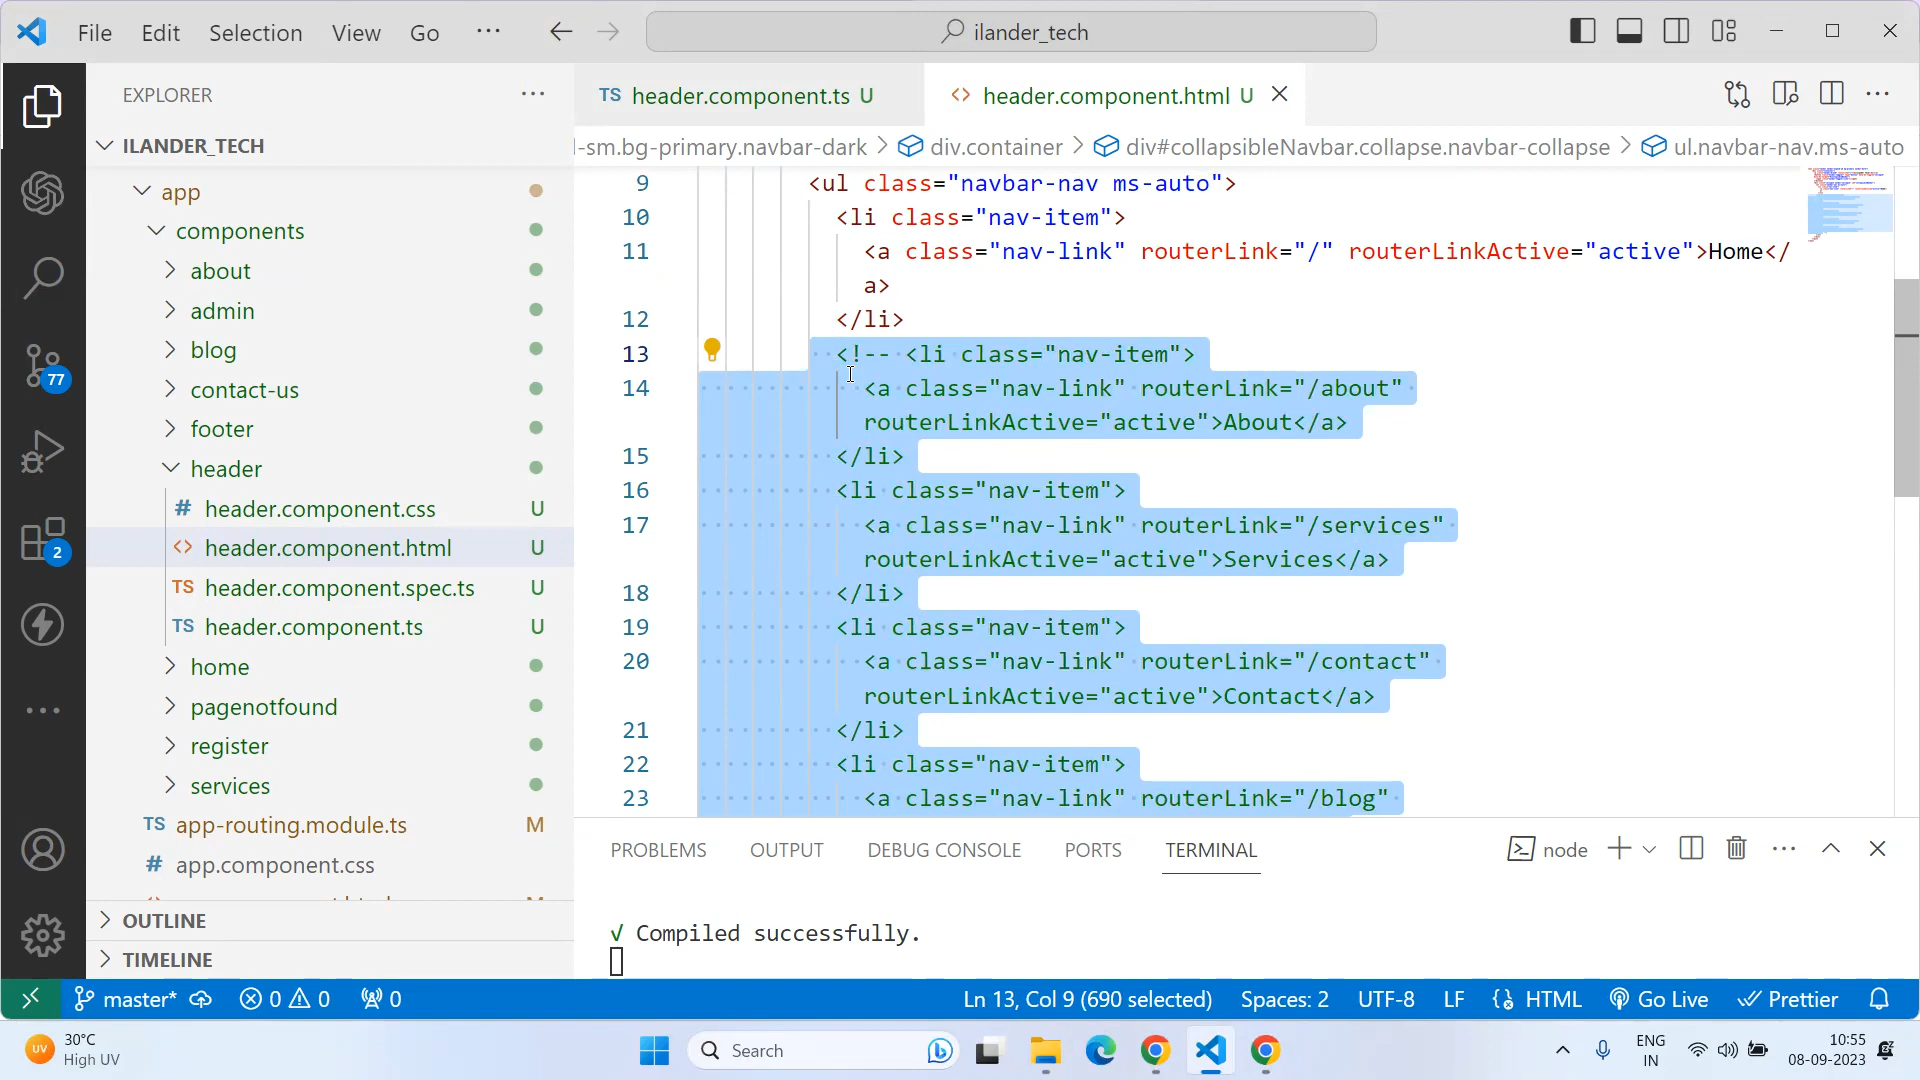 File Edit Selection View Go ··· ilander_tech
EXPLORER ···
ILANDER_TECH
app
components
about
admin
blog
contact-us
footer
header
# header.component.css U
<> header.component.html U
TS header.component.spec.ts U
TS header.component.ts U
home
pagenotfound
register
services
TS app-routing.module.ts M
# app.component.css
OUTLINE
TIMELINE
77
2
TS header.component.ts U <> header.component.html U
-sm.bg-primary.navbar-dark > div.container > div#collapsibleNavbar.collapse.navbar-collapse > ul.navbar-nav.ms-auto
9 <ul class="navbar-nav ms-auto">
10 <li class="nav-item">
11 <a class="nav-link" routerLink="/" routerLinkActive="active">Home</
a>
12 </li>
13 <!-- <li class="nav-item">
14 <a class="nav-link" routerLink="/about"
routerLinkActive="active">About</a>
15 </li>
16 <li class="nav-item">
17 <a class="nav-link" routerLink="/services"
routerLinkActive="active">Services</a>
18 </li>
19 <li class="nav-item">
20 <a class="nav-link" routerLink="/contact"
routerLinkActive="active">Contact</a>
21 </li>
22 <li class="nav-item">
23 <a class="nav-link" routerLink="/blog"
PROBLEMS OUTPUT DEBUG CONSOLE PORTS TERMINAL node
√ Compiled successfully.
master* 0 0 0 Ln 13, Col 9 (690 selected) Spaces: 2 UTF-8 LF HTML Go Live Prettier
UV 30°C
High UV
Search
ENG
IN
10:55
08-09-2023